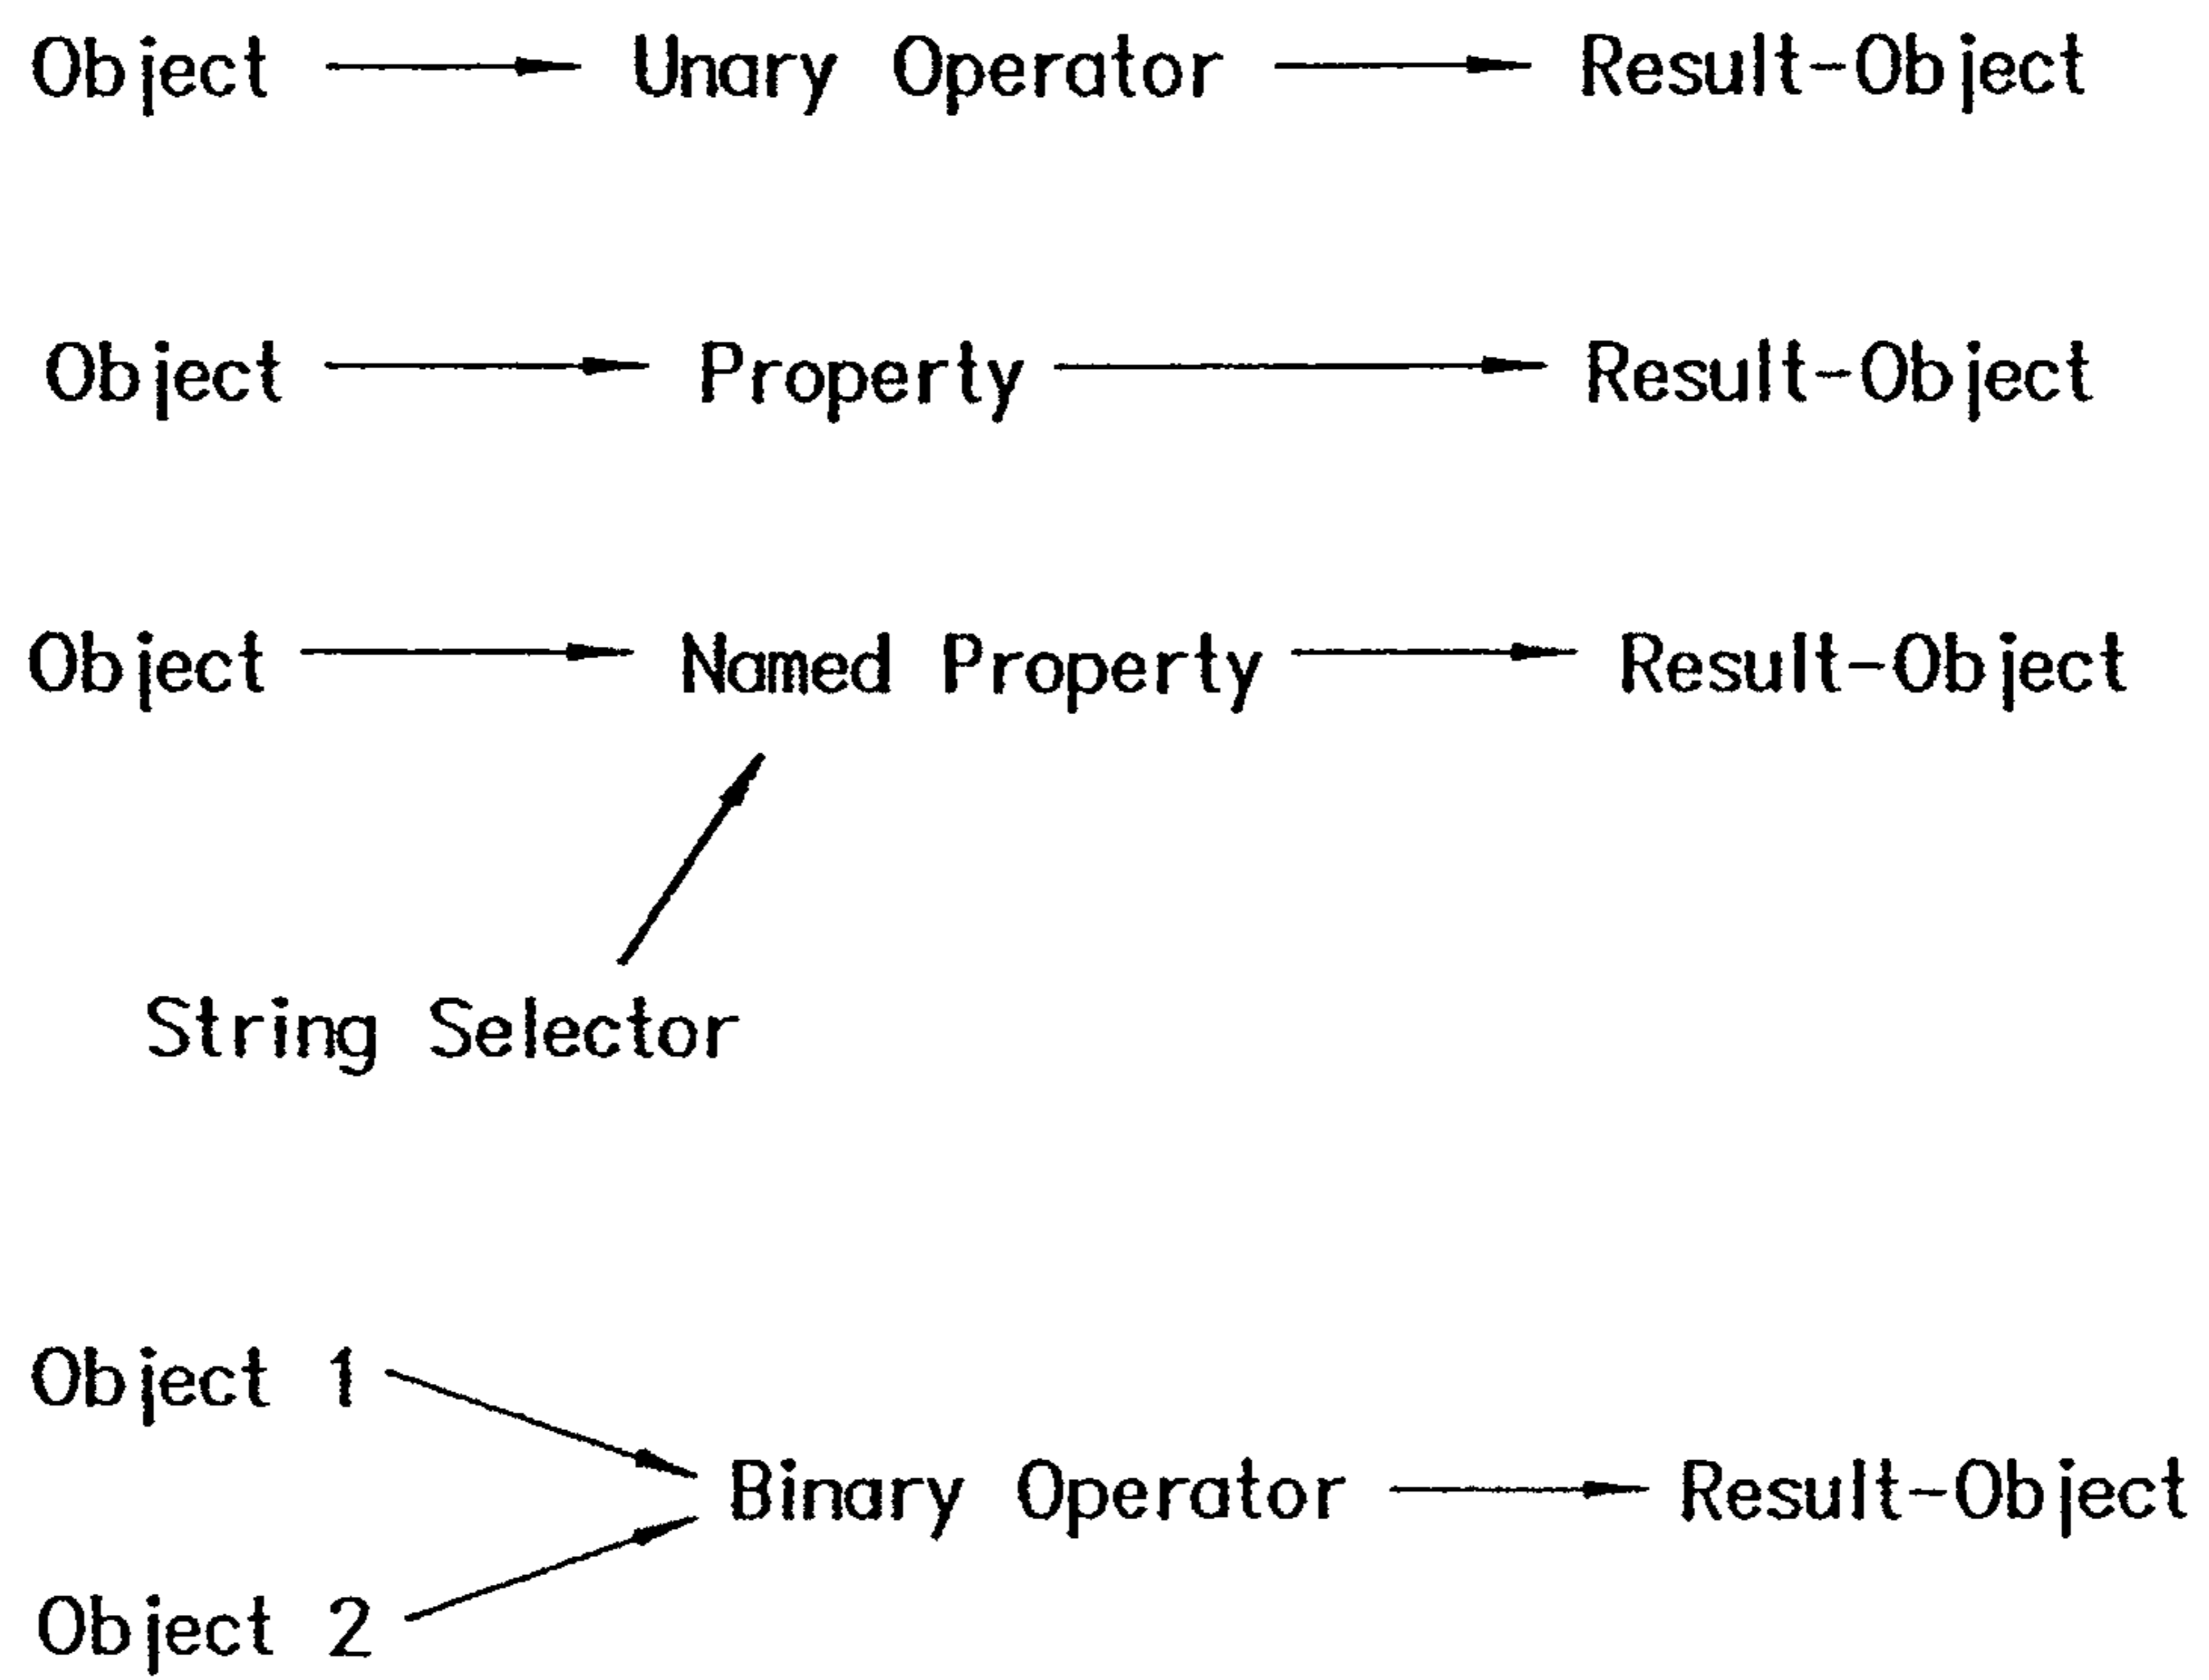 Object Unary Operator Result-Object
Object Property Result-Object
Object Named Property Result-Object
String Selector
Object 1
Binary Operator Result-Object
Object 2